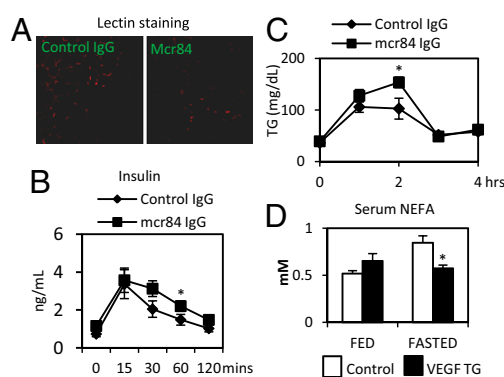 A
Lectin staining
Control IgG
Mcr84
B
Insulin
Control IgG
mcr84 IgG
ng/mL
6
4
2
0
0 15 30 60 120 mins
C
Control IgG
mcr84 IgG
TG (mg/dL)
200
100
0
*
0 2 4 hrs
*
D
Serum NEFA
mM
1
0.5
0
*
FED FASTED
Control VEGF TG